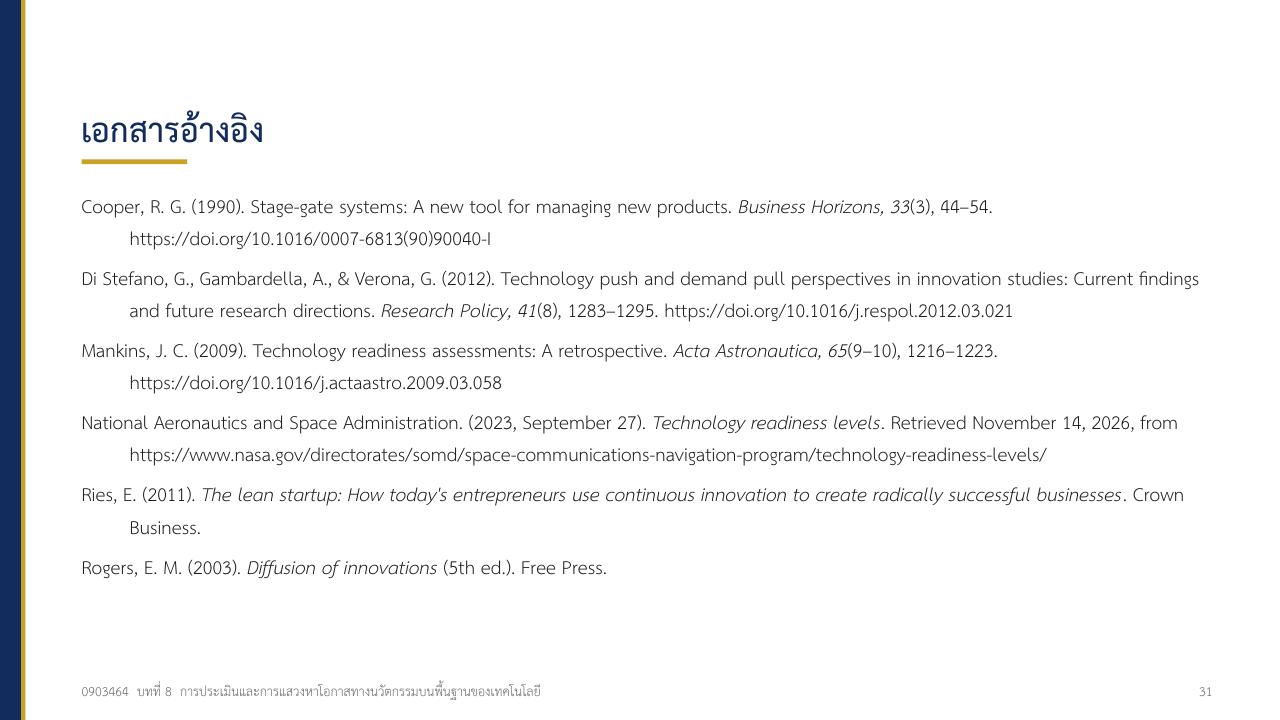 เอกสารอ้างอิง
Cooper, R. G. (1990). Stage-gate systems: A new tool for managing new products. Business Horizons, 33(3), 44–54.
https://doi.org/10.1016/0007-6813(90)90040-I
Di Stefano, G., Gambardella, A., & Verona, G. (2012). Technology push and demand pull perspectives in innovation studies: Current findings
and future research directions. Research Policy, 41(8), 1283–1295. https://doi.org/10.1016/j.respol.2012.03.021
Mankins, J. C. (2009). Technology readiness assessments: A retrospective. Acta Astronautica, 65(9–10), 1216–1223.
https://doi.org/10.1016/j.actaastro.2009.03.058
National Aeronautics and Space Administration. (2023, September 27). Technology readiness levels. Retrieved November 14, 2026, from
https://www.nasa.gov/directorates/somd/space-communications-navigation-program/technology-readiness-levels/
Ries, E. (2011). The lean startup: How today's entrepreneurs use continuous innovation to create radically successful businesses. Crown
Business.
Rogers, E. M. (2003). Diffusion of innovations (5th ed.). Free Press.
0903464 บทที่ 8 การประเมินและการแสวงหาโอกาสทางนวัตกรรมบนพื้นฐานของเทคโนโลยี
31